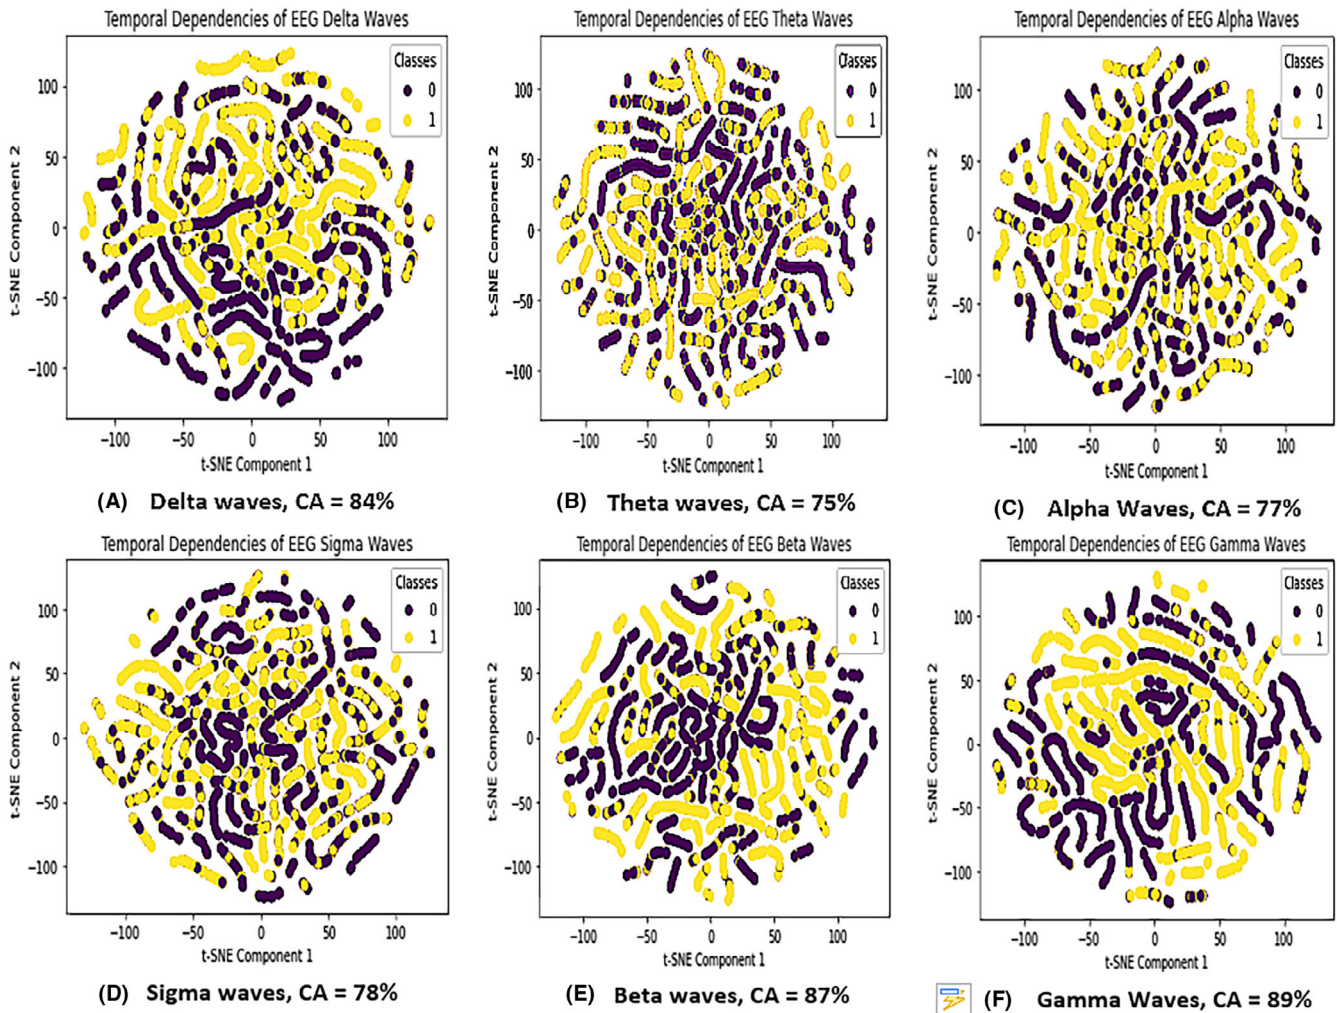 Temporal Dependencies of EEG Delta Waves
Classes
0
1
t-SNE Component 2
100
50
0
−50
−100
−100 −50 0 50 100
t-SNE Component 1
(A) Delta waves, CA = 84%
Temporal Dependencies of EEG Theta Waves
Classes
0
1
t-SNE Component 2
100
50
0
−50
−100
−100 −50 0 50 100
t-SNE Component 1
(B) Theta waves, CA = 75%
Temporal Dependencies of EEG Alpha Waves
Classes
0
1
t-SNE Component 2
100
50
0
−50
−100
−100 −50 0 50 100
t-SNE Component 1
(C) Alpha Waves, CA = 77%
Temporal Dependencies of EEG Sigma Waves
Classes
0
1
t-SNE Component 2
100
50
0
−50
−100
−100 −50 0 50 100
t-SNE Component 1
(D) Sigma waves, CA = 78%
Temporal Dependencies of EEG Beta Waves
Classes
0
1
t-SNE Component 2
100
50
0
−50
−100
−100 −50 0 50 100
t-SNE Component 1
(E) Beta waves, CA = 87%
Temporal Dependencies of EEG Gamma Waves
Classes
0
1
t-SNE Component 2
100
50
0
−50
−100
−100 −50 0 50 100
t-SNE Component 1
(F) Gamma Waves, CA = 89%